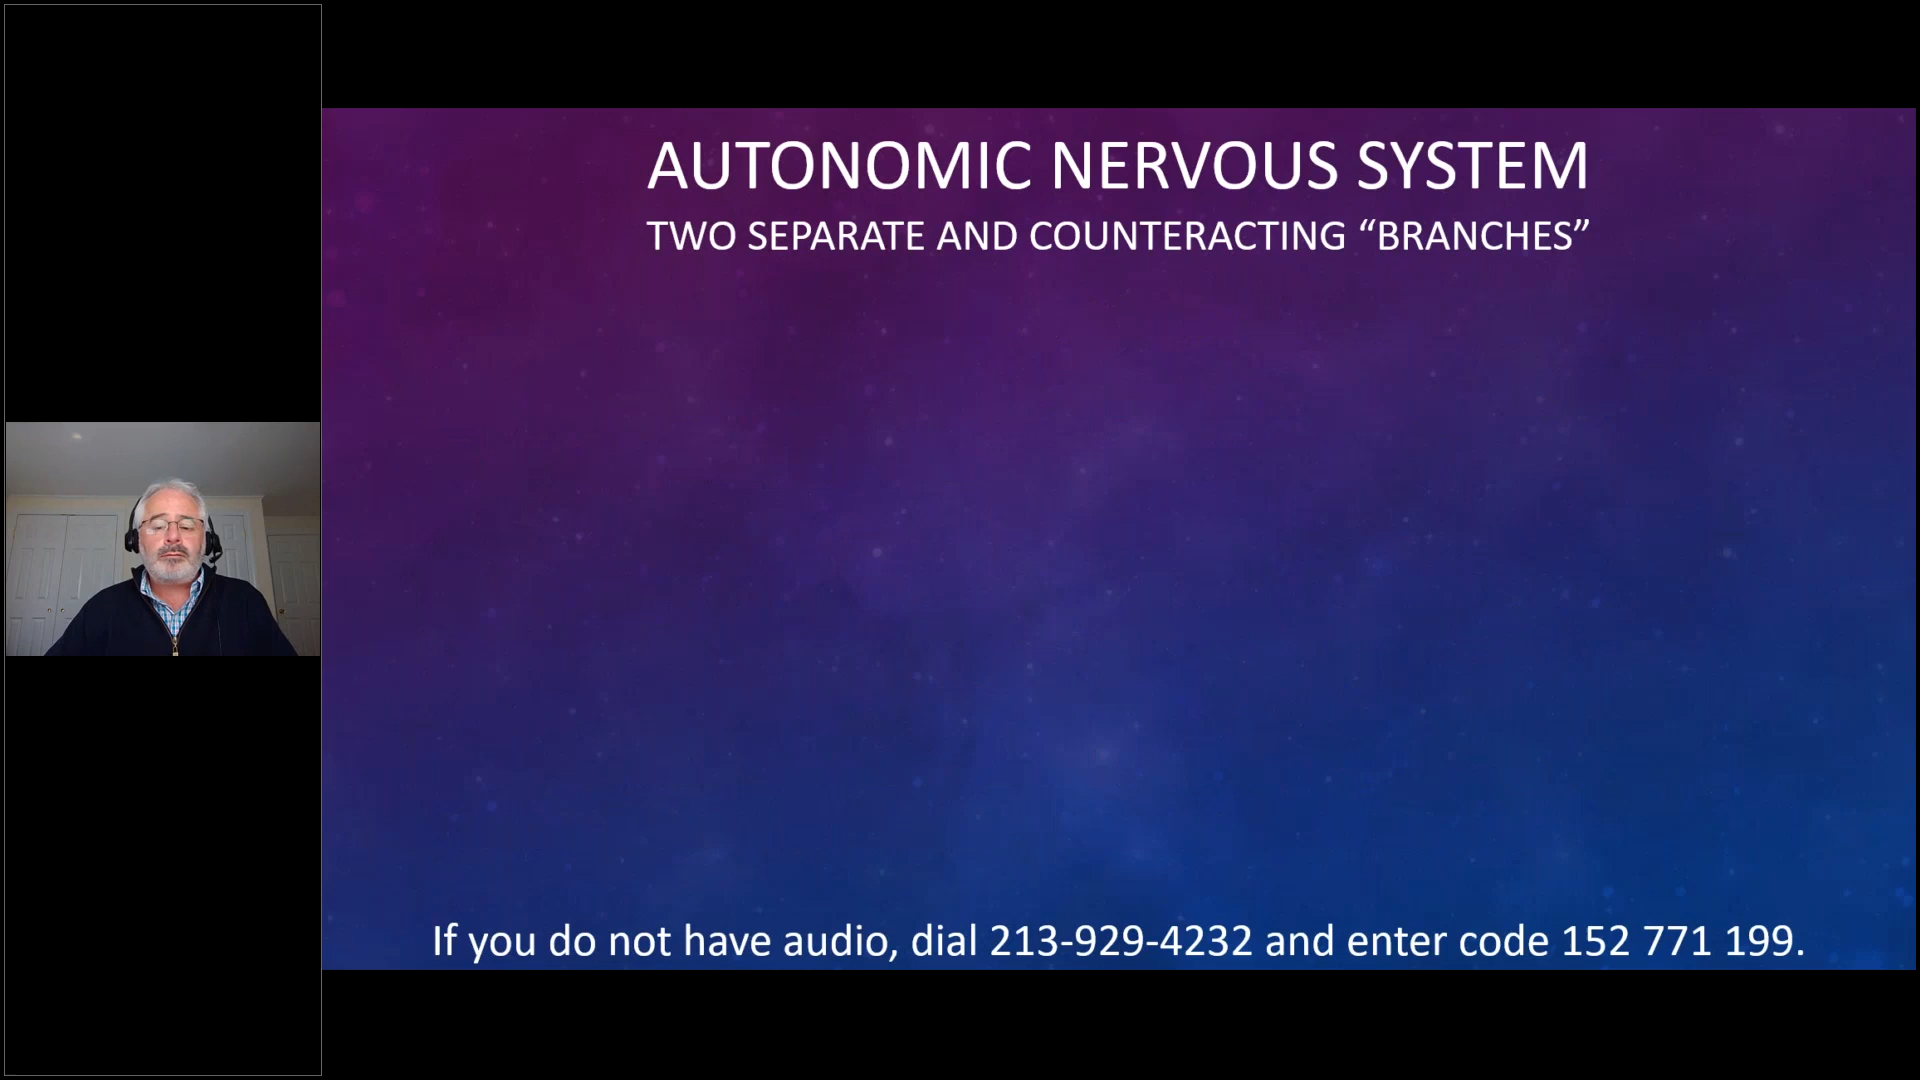 AUTONOMIC NERVOUS SYSTEM
TWO SEPARATE AND COUNTERACTING “BRANCHES”
If you do not have audio, dial 213-929-4232 and enter code 152 771 199.